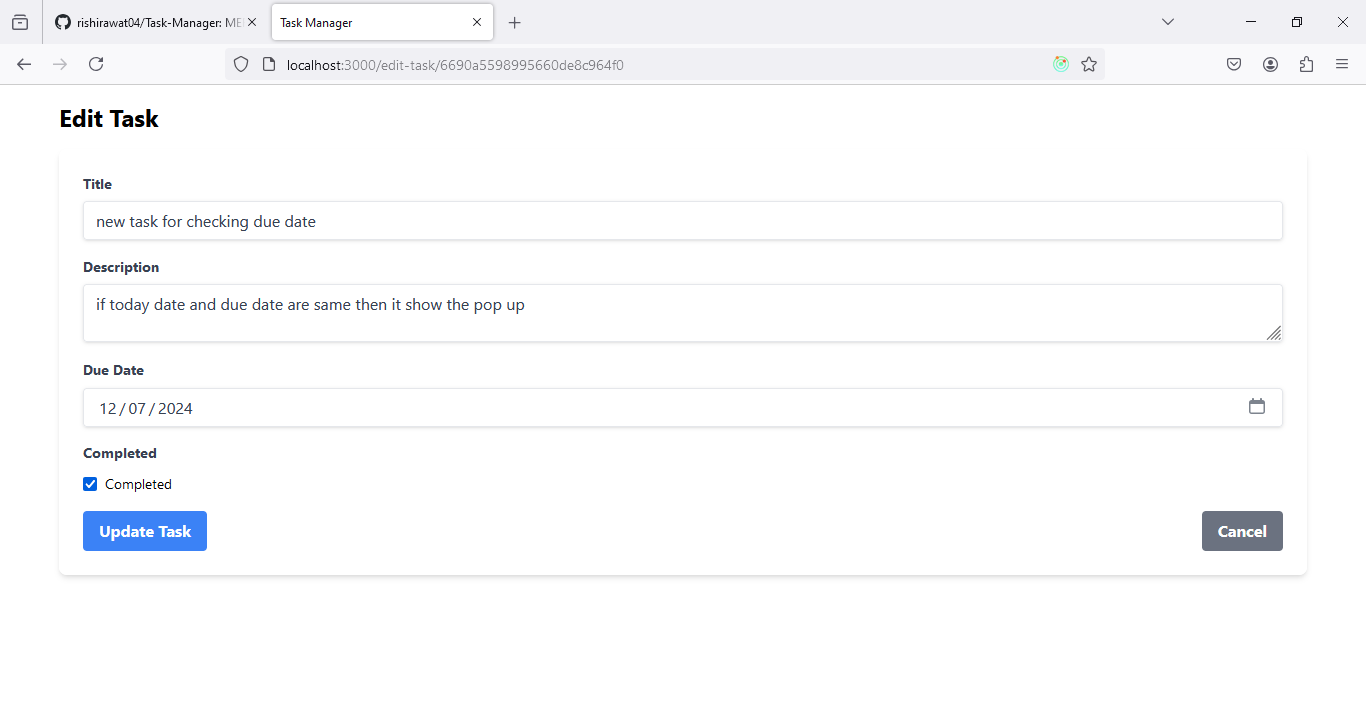 rishirawat04/Task-Manager: ME
Task Manager
localhost:3000/edit-task/6690a5598995660de8c964f0
Edit Task
Title
new task for checking due date
Description
if today date and due date are same then it show the pop up
Due Date
12/07/2024
Completed
Completed
Update Task
Cancel